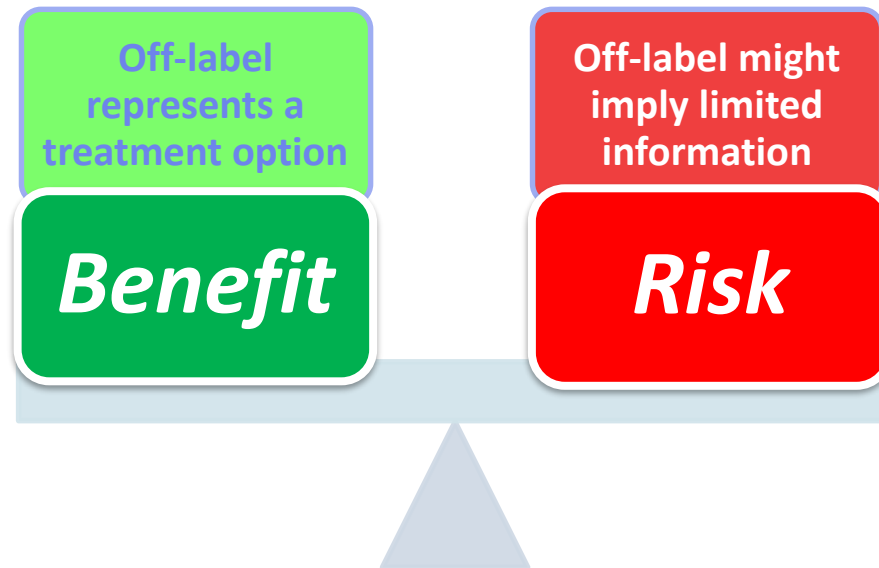 Off-label
represents a
treatment option
Benefit
Off-label might
imply limited
information
Risk